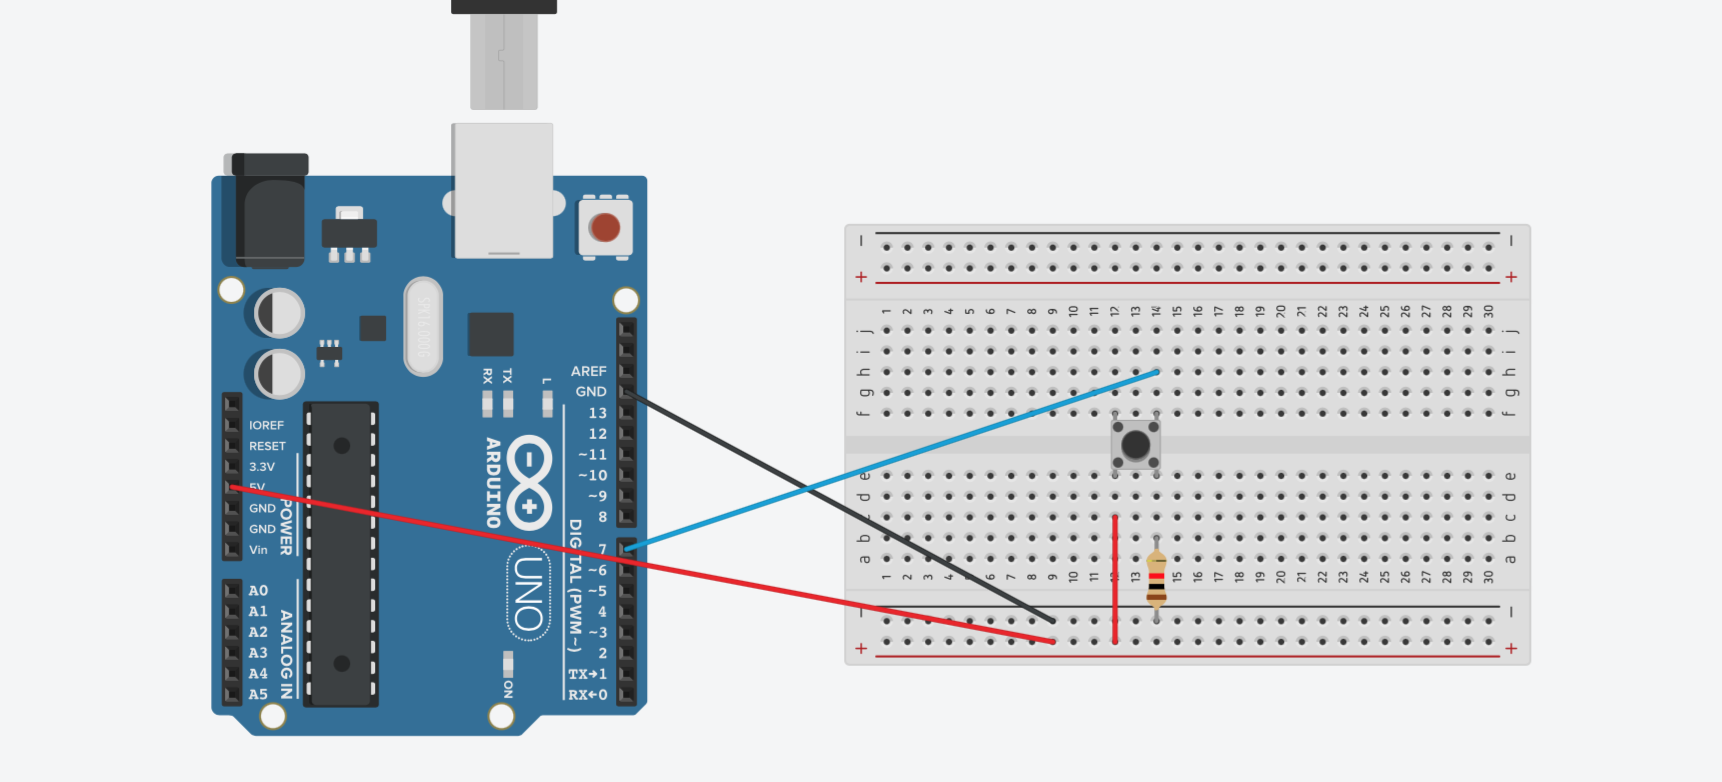 SPK16.000G
RX
TX
L
AREF
GND
13
12
~11
~10
~9
8
7
~6
~5
4
~3
2
TX→1
RX←0
DIGITAL (PWM~)
IOREF
RESET
3.3V
5V
GND
GND
Vin
POWER
A0
A1
A2
A3
A4
A5
ANALOG IN
ARDUINO
UNO
ON
1 2 3 4 5 6 7 8 9 10 11 12 13 14 15 16 17 18 19 20 21 22 23 24 25 26 27 28 29 30
j j
i i
h h
g g
f f
e e
d d
c
b b
a a
1 2 3 4 5 6 7 8 9 10 11 12 13 15 16 17 18 19 20 21 22 23 24 25 26 27 28 29 30